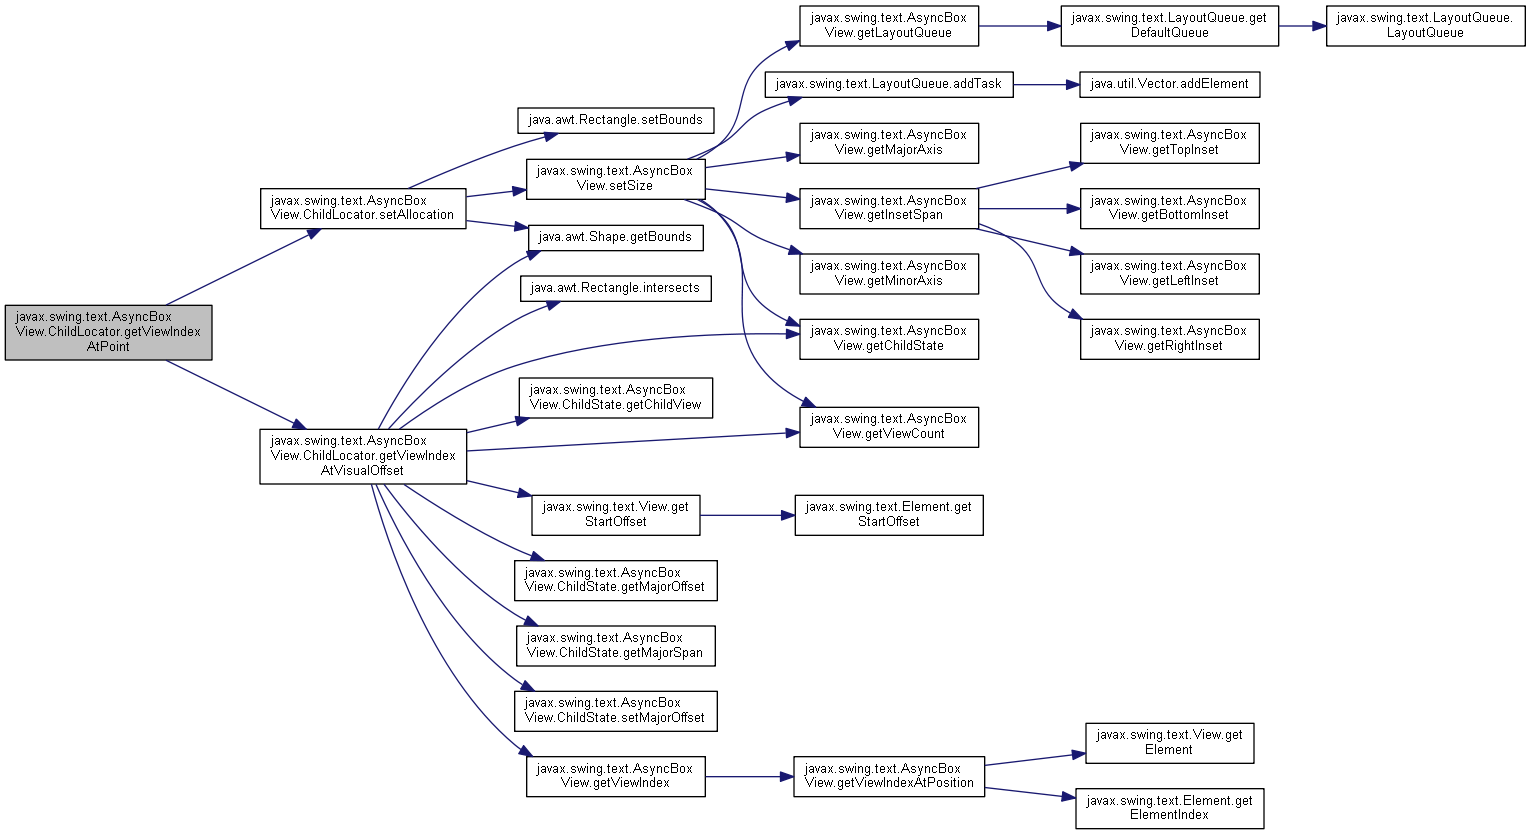 javax.swing.text.AsyncBox
View.ChildLocator.getViewIndex
AtPoint
javax.swing.text.AsyncBox
View.ChildLocator.setAllocation
javax.swing.text.AsyncBox
View.ChildLocator.getViewIndex
AtVisualOffset
java.awt.Rectangle.setBounds
javax.swing.text.AsyncBox
View.setSize
java.awt.Shape.getBounds
java.awt.Rectangle.intersects
javax.swing.text.AsyncBox
View.ChildState.getChildView
javax.swing.text.View.get
StartOffset
javax.swing.text.AsyncBox
View.ChildState.getMajorOffset
javax.swing.text.AsyncBox
View.ChildState.getMajorSpan
javax.swing.text.AsyncBox
View.ChildState.setMajorOffset
javax.swing.text.AsyncBox
View.getViewIndex
javax.swing.text.AsyncBox
View.getLayoutQueue
javax.swing.text.LayoutQueue.addTask
javax.swing.text.AsyncBox
View.getMajorAxis
javax.swing.text.AsyncBox
View.getInsetSpan
javax.swing.text.AsyncBox
View.getMinorAxis
javax.swing.text.AsyncBox
View.getChildState
javax.swing.text.AsyncBox
View.getViewCount
javax.swing.text.Element.get
StartOffset
javax.swing.text.AsyncBox
View.getViewIndexAtPosition
javax.swing.text.LayoutQueue.get
DefaultQueue
java.util.Vector.addElement
javax.swing.text.AsyncBox
View.getTopInset
javax.swing.text.AsyncBox
View.getBottomInset
javax.swing.text.AsyncBox
View.getLeftInset
javax.swing.text.AsyncBox
View.getRightInset
javax.swing.text.View.get
Element
javax.swing.text.Element.get
ElementIndex
javax.swing.text.LayoutQueue.
LayoutQueue